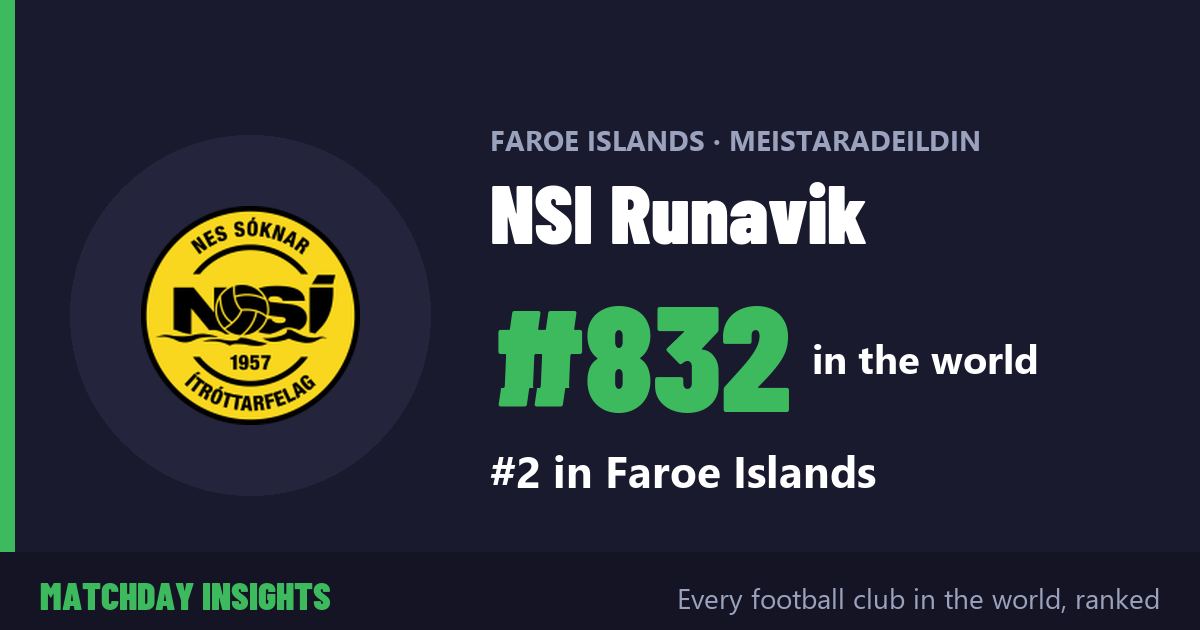 FAROE ISLANDS · MEISTARADEILDIN
NSI Runavik
NES SÓKNAR
NSÍ
1957
ÍTRÓTTARFELAG
#832 in the world
#2 in Faroe Islands
MATCHDAY INSIGHTS
Every football club in the world, ranked